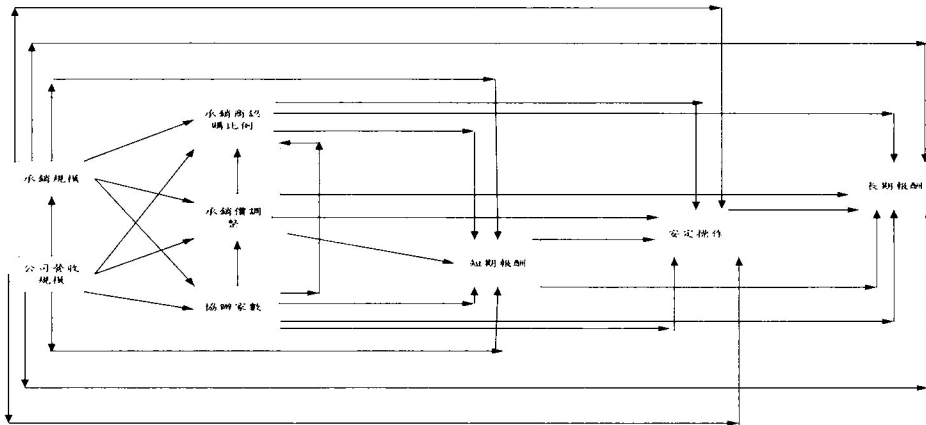 承銷商認
購比例
承銷規模
長期報酬
承銷價調
整
安定操作
公司營收
規模
短期報酬
協辦家數